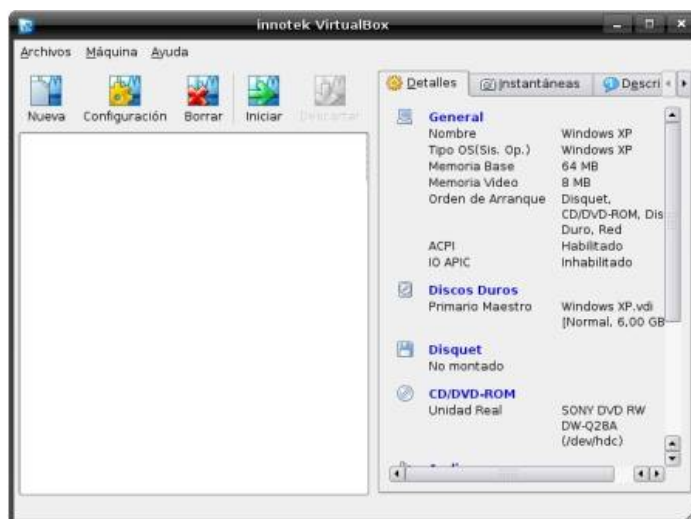 innotek VirtualBox
Archivos Máquina Ayuda
Nueva Configuración Borrar Iniciar Descartar
Detalles Instantáneas Descri
General
Nombre Windows XP
Tipo OS(Sis. Op.) Windows XP
Memoria Base 64 MB
Memoria Vídeo 8 MB
Orden de Arranque Disquet,
CD/DVD-ROM, Dis
Duro, Red
ACPI Habilitado
IO APIC Inhabilitado
Discos Duros
Primario Maestro Windows XP.vdi
[Normal, 6,00 GB
Disquet
No montado
CD/DVD-ROM
Unidad Real SONY DVD RW
DW-Q28A
(/dev/hdc)